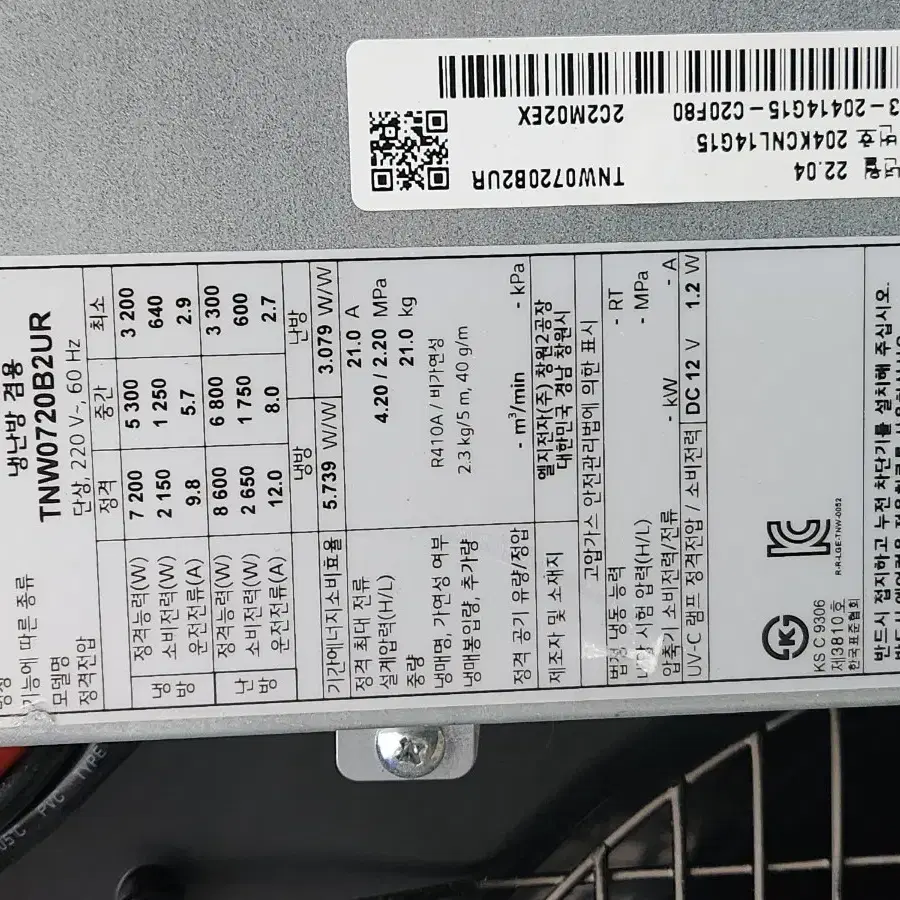 TNW0720B2UR
22.04
204KCNL14G15
2C2M02EX
3-20414G15-C20F80
기능에 따른 종류 냉난방 겸용
모델명 TNW0720B2UR
정격전압 단상, 220 V~, 60 Hz
정격 중간 최소
냉방 정격능력(W) 7 200 5 300 3 200
소비전력(W) 2 150 1 250 640
운전전류(A) 9.8 5.7 2.9
난방 정격능력(W) 8 600 6 800 3 300
소비전력(W) 2 650 1 750 600
운전전류(A) 12.0 8.0 2.7
냉방 난방
기간에너지소비효율 5.739 W/W 3.079 W/W
정격 최대 전류 21.0 A
설계압력(H/L) 4.20 / 2.20 MPa
중량 21.0 kg
냉매명, 가연성 여부 R410A / 비가연성
냉매봉입량, 추가량 2.3 kg/5 m, 40 g/m
정격 공기 유량/정압 - m³/min - kPa
제조자 및 소재지 엘지전자(주) 창원2공장
대한민국 경남 창원시
고압가스 안전관리법에 의한 표시
법정 냉동 능력 - RT
시험 압력(H/L) - MPa
압축기 소비전력/전류 - kW - A
UV-C 램프 정격전압 / 소비전력 DC 12 V 1.2 W
KS C 9306
제3810호
한국표준협회
R-R-LGE-TNW-0052
반드시 접지하고 누전 차단기를 설치해 주십시오.
05℃ PVC TYPE